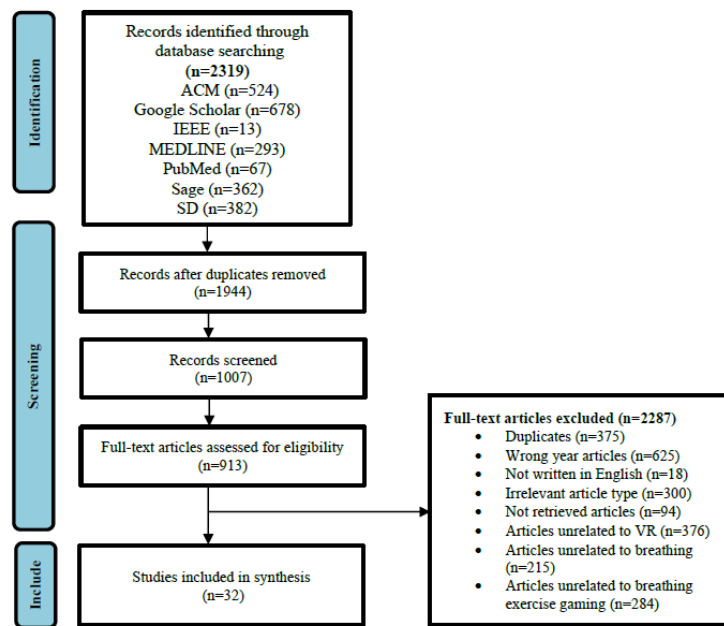 Identification
Records identified through
database searching
(n=2319)
ACM (n=524)
Google Scholar (n=678)
IEEE (n=13)
MEDLINE (n=293)
PubMed (n=67)
Sage (n=362)
SD (n=382)
Screening
Records after duplicates removed
(n=1944)
Records screened
(n=1007)
Full-text articles assessed for eligibility
(n=913)
Full-text articles excluded (n=2287)
• Duplicates (n=375)
• Wrong year articles (n=625)
• Not written in English (n=18)
• Irrelevant article type (n=300)
• Not retrieved articles (n=94)
• Articles unrelated to VR (n=376)
• Articles unrelated to breathing
(n=215)
• Articles unrelated to breathing
exercise gaming (n=284)
Include
Studies included in synthesis
(n=32)